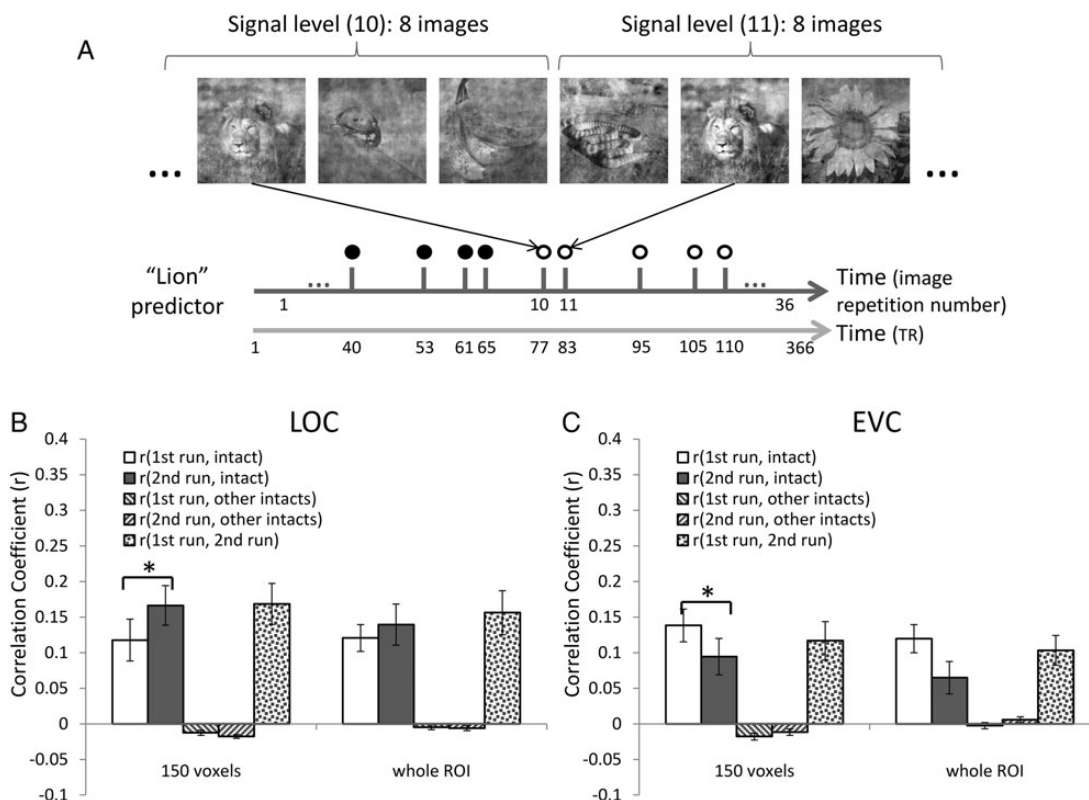 A
Signal level (10): 8 images
Signal level (11): 8 images
... ...
“Lion”
predictor
... ...
1 10 11 36
Time (image
repetition number)
Time (TR)
1 40 53 61 65 77 83 95 105 110 366
B LOC
Correlation Coefficient (r)
0.4
0.35
0.3
0.25
0.2
0.15
0.1
0.05
0
-0.05
-0.1
r(1st run, intact)
r(2nd run, intact)
r(1st run, other intacts)
r(2nd run, other intacts)
r(1st run, 2nd run)
*
150 voxels whole ROI
C EVC
Correlation Coefficient (r)
0.4
0.35
0.3
0.25
0.2
0.15
0.1
0.05
0
-0.05
-0.1
r(1st run, intact)
r(2nd run, intact)
r(1st run, other intacts)
r(2nd run, other intacts)
r(1st run, 2nd run)
*
150 voxels whole ROI